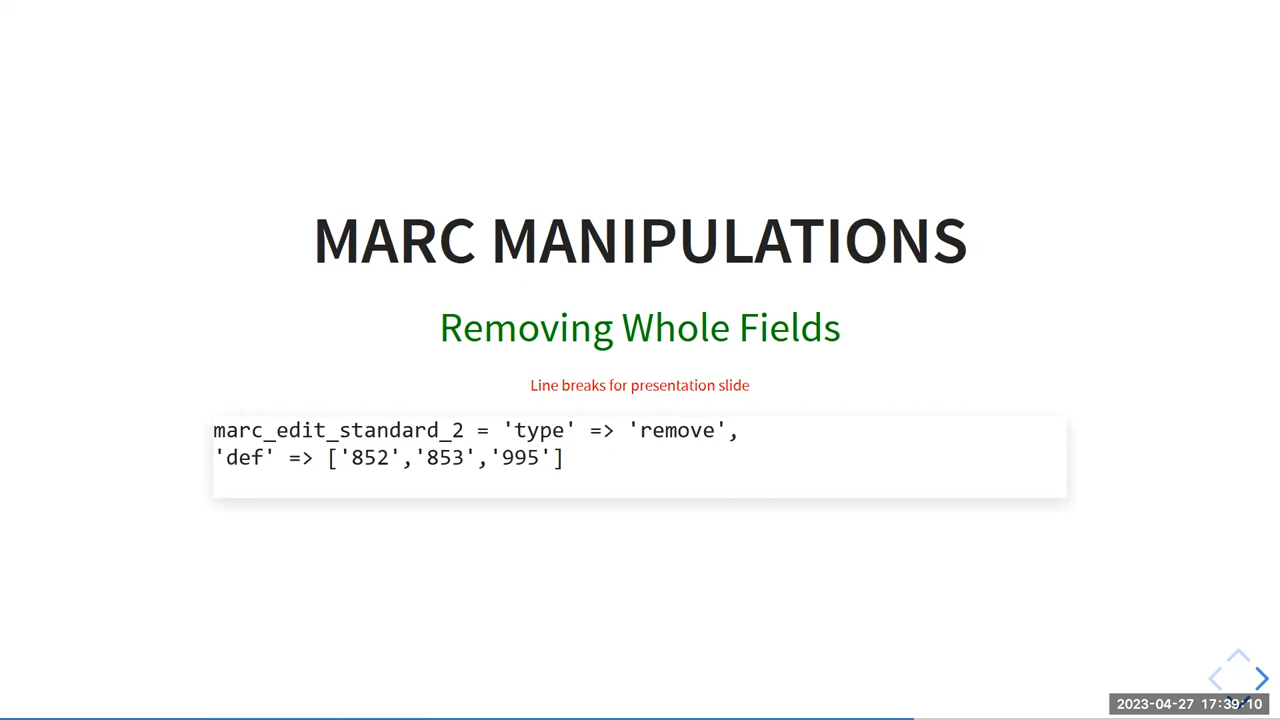 MARC MANIPULATIONS
Removing Whole Fields
Line breaks for presentation slide
marc_edit_standard_2 = 'type' => 'remove',
'def' => ['852','853','995']
2023-04-27 17:39:10